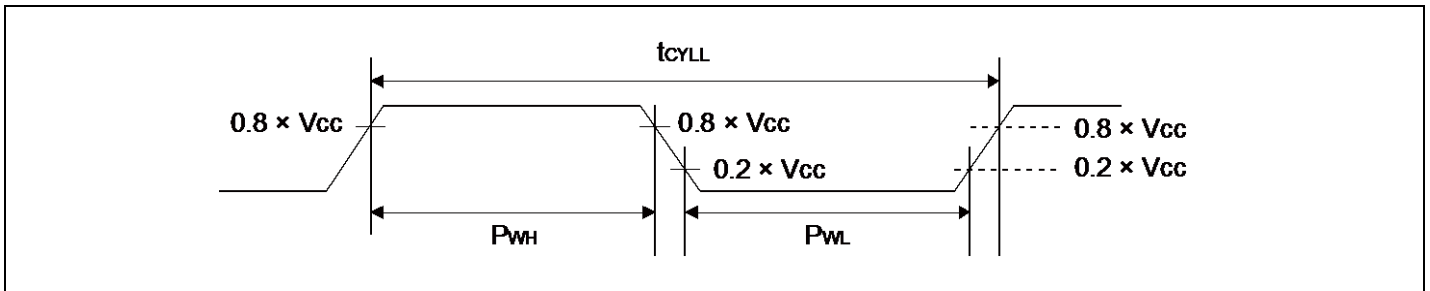 tCYLL
0.8 × Vcc
0.8 × Vcc
0.8 × Vcc
0.2 × Vcc
0.2 × Vcc
PWH
PWL